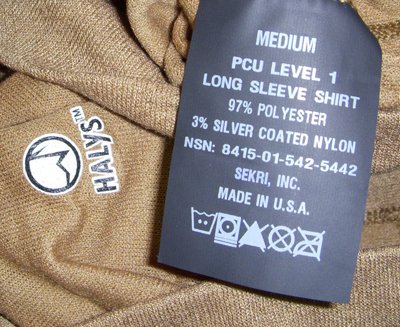 MEDIUM
PCU LEVEL 1
LONG SLEEVE SHIRT
97% POLYESTER
3% SILVER COATED NYLON
NSN: 8415-01-542-5442
SEKRI, INC.
MADE IN U.S.A.
HALYS™